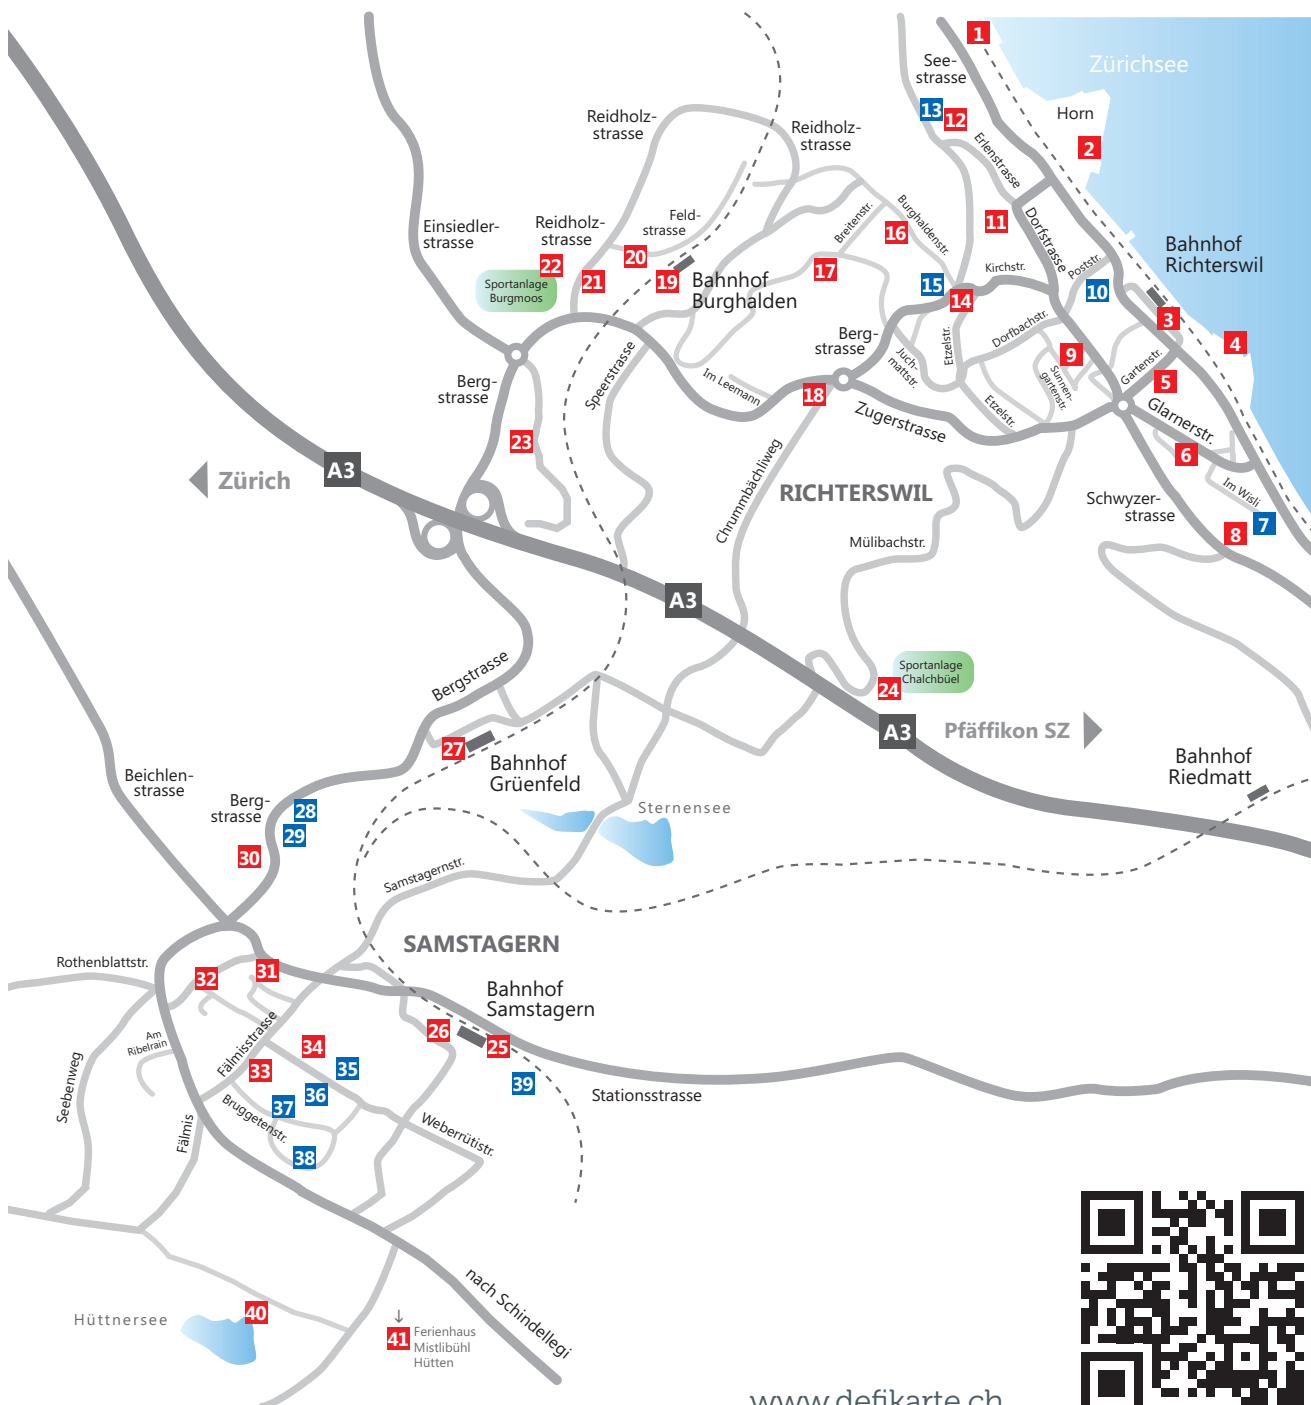 1
See-
strasse
Zürichsee
13
12
Horn
2
Reidholz-
strasse
Reidholz-
strasse
Erlenstrasse
Einsiedler-
strasse
Reidholz-
strasse
Feld-
strasse
Breitenstr.
Burghaldenstr.
16
11
Dorfstrasse
Bahnhof
Richterswil
22
20
21
19
Bahnhof
Burghalden
17
15
14
Kirchstr.
Poststr.
10
Sportanlage
Burgmoos
3
4
Berg-
strasse
Etzelstr.
Dorfbachstr.
9
Juch-
mattstr.
Sunnen-
gartenstr.
Gartenstr.
5
Berg-
strasse
Speerstrasse
Im Leemann
18
Zugerstrasse
Etzelstr.
Glarnerstr.
6
23
A3
Zürich
Chrummbächliweg
RICHTERSWIL
Im Wisli
Schwyzer-
strasse
7
8
Mülibachstr.
A3
Bergstrasse
Sportanlage
Chalchbüel
24
A3
Pfäffikon SZ
27
Bahnhof
Grüenfeld
Bahnhof
Riedmatt
Beichlen-
strasse
Berg-
strasse
28
29
30
Sternensee
Samstagernstr.
SAMSTAGERN
Rothenblattstr.
32
31
Bahnhof
Samstagern
26
25
Am
Ribelrain
Fälmisstrasse
34
33
35
36
37
39
Stationsstrasse
Seebenweg
Bruggetenstr.
Fälmis
38
Weberrütistr.
nach Schindellegi
Hüttnersee
40
↓
41
Ferienhaus
Mistlibühl
Hütten
www.defikarte.ch